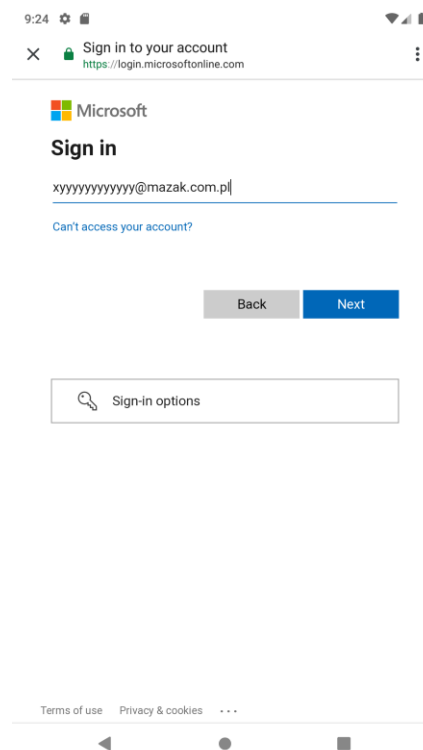 9:24
Sign in to your account
https://login.microsoftonline.com
Microsoft
Sign in
xyyyyyyyyyyyy@mazak.com.pl
Can't access your account?
Back Next
Sign-in options
Terms of use Privacy & cookies ...